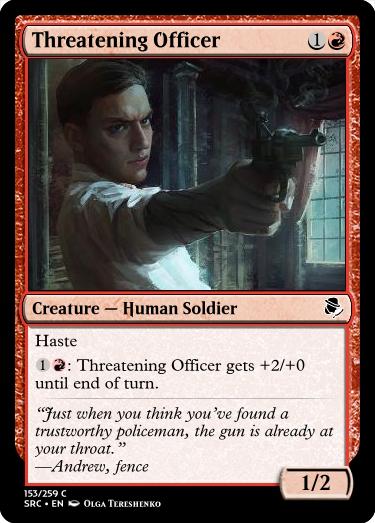 Threatening Officer 1
Creature — Human Soldier
Haste
1 : Threatening Officer gets +2/+0
until end of turn.
“Just when you think you’ve found a
trustworthy policeman, the gun is already at
your throat.”
—Andrew, fence
1/2
153/259 C
SRC • EN Olga Tereshenko